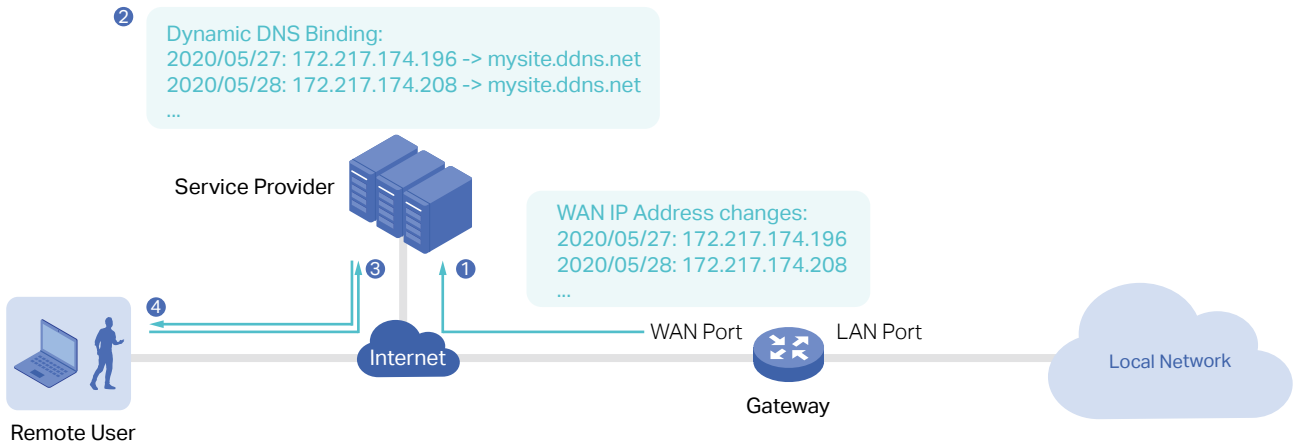 2
Dynamic DNS Binding:
2020/05/27: 172.217.174.196 -> mysite.ddns.net
2020/05/28: 172.217.174.208 -> mysite.ddns.net
...
Service Provider
WAN IP Address changes:
2020/05/27: 172.217.174.196
2020/05/28: 172.217.174.208
...
3
1
4
WAN Port
LAN Port
Internet
Local Network
Gateway
Remote User